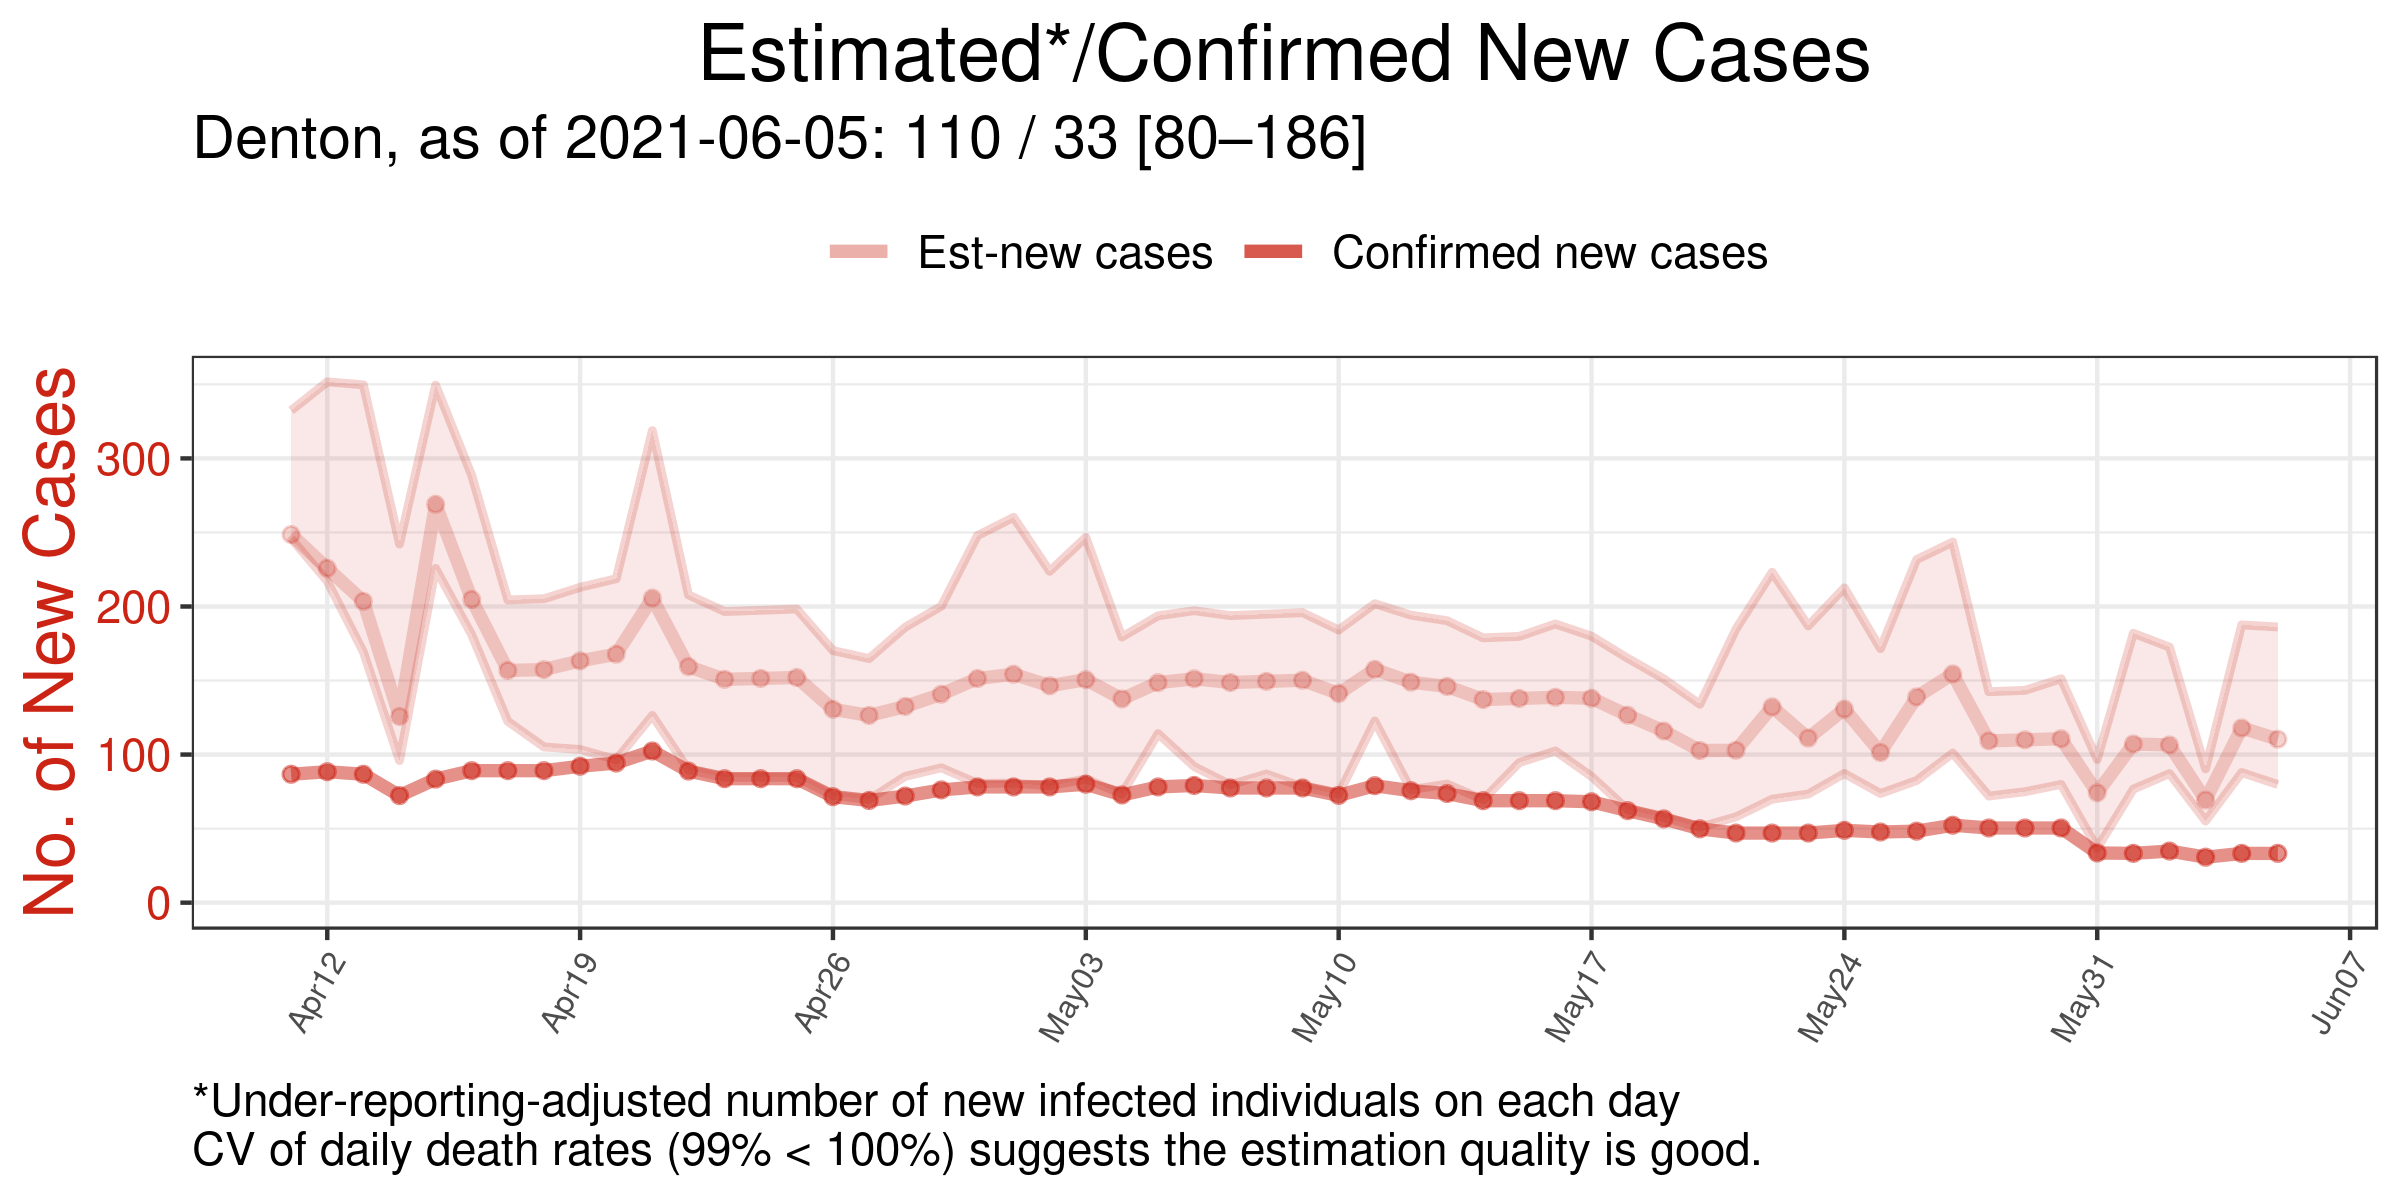 Estimated*/Confirmed New Cases
Denton, as of 2021-06-05: 110 / 33 [80–186]
Est-new cases
Confirmed new cases
No. of New Cases
300
200
100
0
Apr12
Apr19
Apr26
May03
May10
May17
May24
May31
Jun07
*Under-reporting-adjusted number of new infected individuals on each day
CV of daily death rates (99% < 100%) suggests the estimation quality is good.